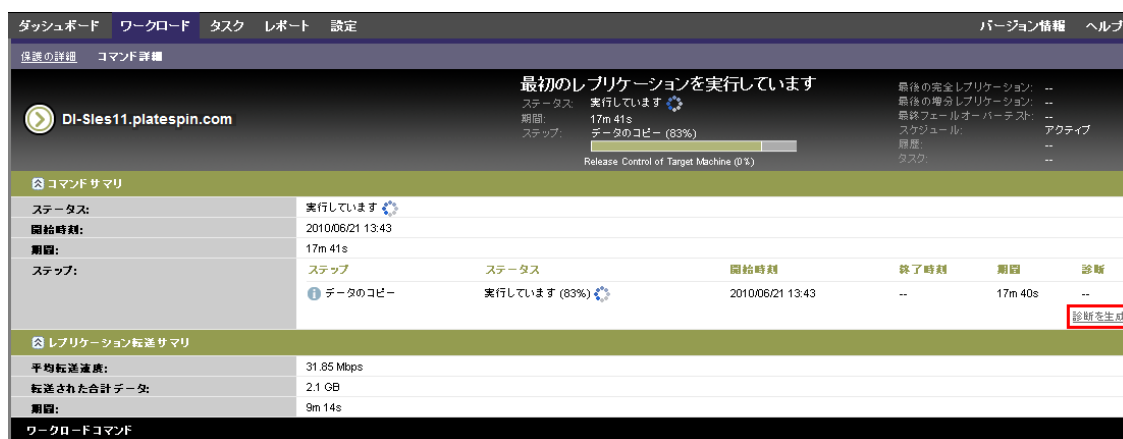 ダッシュボード ワークロード タスク レポート 設定 バージョン情報 ヘルプ
保護の詳細 コマンド詳細
最初のレプリケーションを実行しています
ステータス: 実行しています
期間: 17m 41s
ステップ: データのコピー (83%)
Release Control of Target Machine (0%)
DI-Sles11.platespin.com
最後の完全レプリケーション: --
最後の増分レプリケーション: --
最終フェールオーバーテスト: --
スケジュール: アクティブ
履歴: --
タスク: --
コマンドサマリ
ステータス: 実行しています
開始時刻: 2010/06/21 13:43
期間: 17m 41s
ステップ: ステップ ステータス 開始時刻 終了時刻 期間 診断
データのコピー 実行しています (83%) 2010/06/21 13:43 -- 17m 40s --
診断を生成
レプリケーション転送サマリ
平均転送速度: 31.85 Mbps
転送された合計データ: 2.1 GB
期間: 9m 14s
ワークロードコマンド